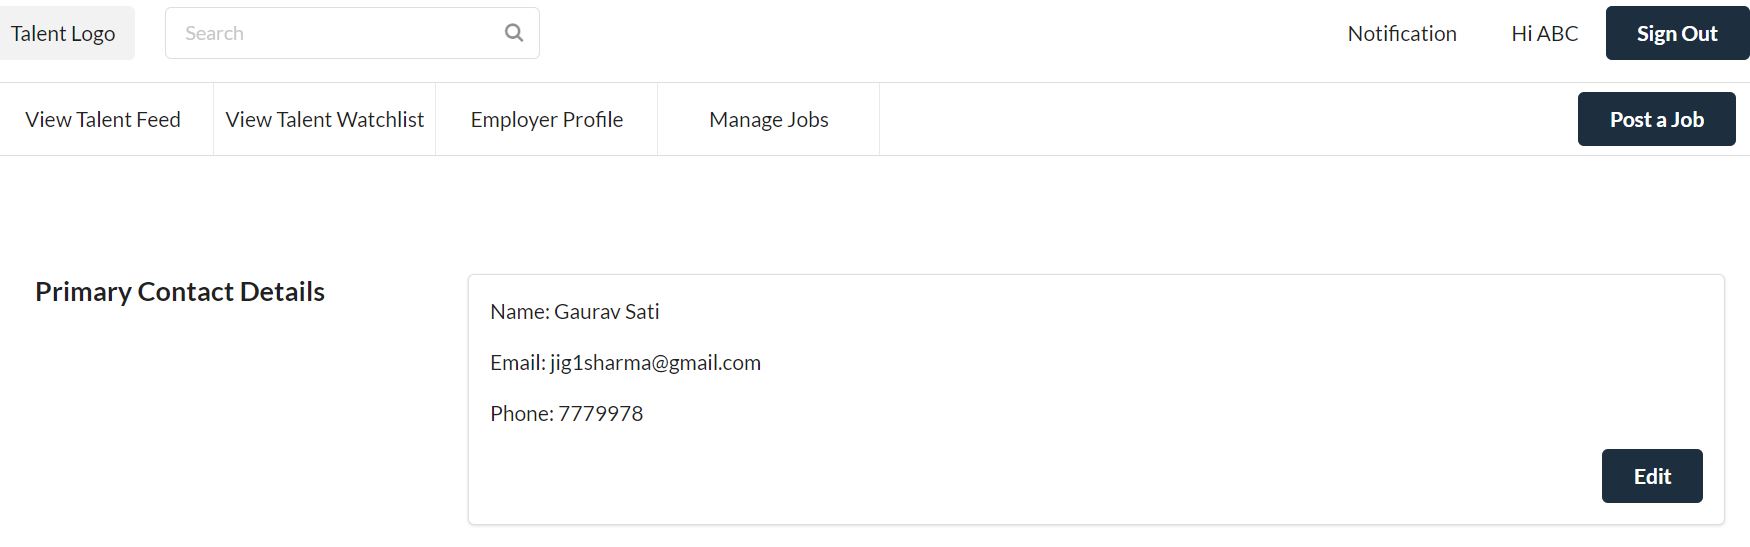 Talent Logo
Search
Notification
Hi ABC
Sign Out
View Talent Feed
View Talent Watchlist
Employer Profile
Manage Jobs
Post a Job
Primary Contact Details
Name: Gaurav Sati
Email: jig1sharma@gmail.com
Phone: 7779978
Edit